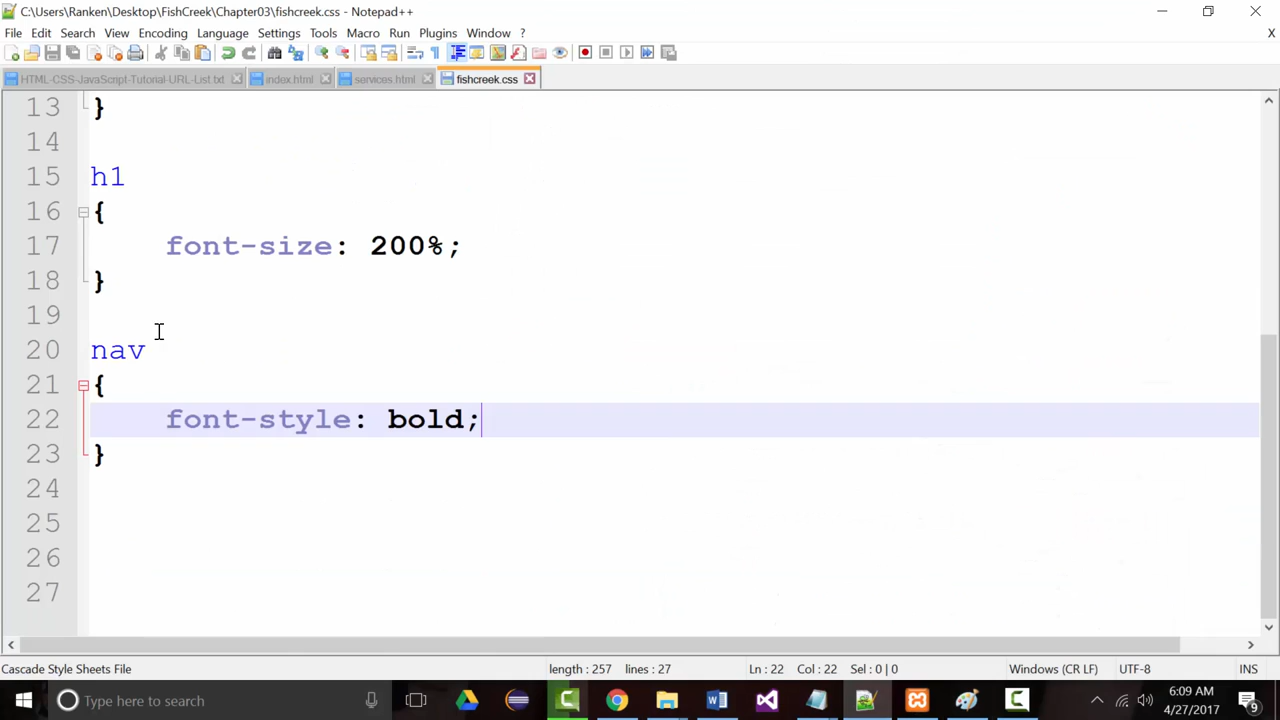 C:\Users\Ranken\Desktop\FishCreek\Chapter03\fishcreek.css - Notepad++
File Edit Search View Encoding Language Settings Tools Macro Run Plugins Window ? X
HTML-CSS-JavaScript-Tutorial-URL-List.txt index.html services.html fishcreek.css
13 }
14
15 h1
16 {
17 font-size: 200%;
18 }
19
20 nav
21 {
22 font-style: bold;
23 }
24
25
26
27
Cascade Style Sheets File length : 257 lines : 27 Ln : 22 Col : 22 Sel : 0 | 0 Windows (CR LF) UTF-8 INS
Type here to search 6:09 AM
4/27/2017 9